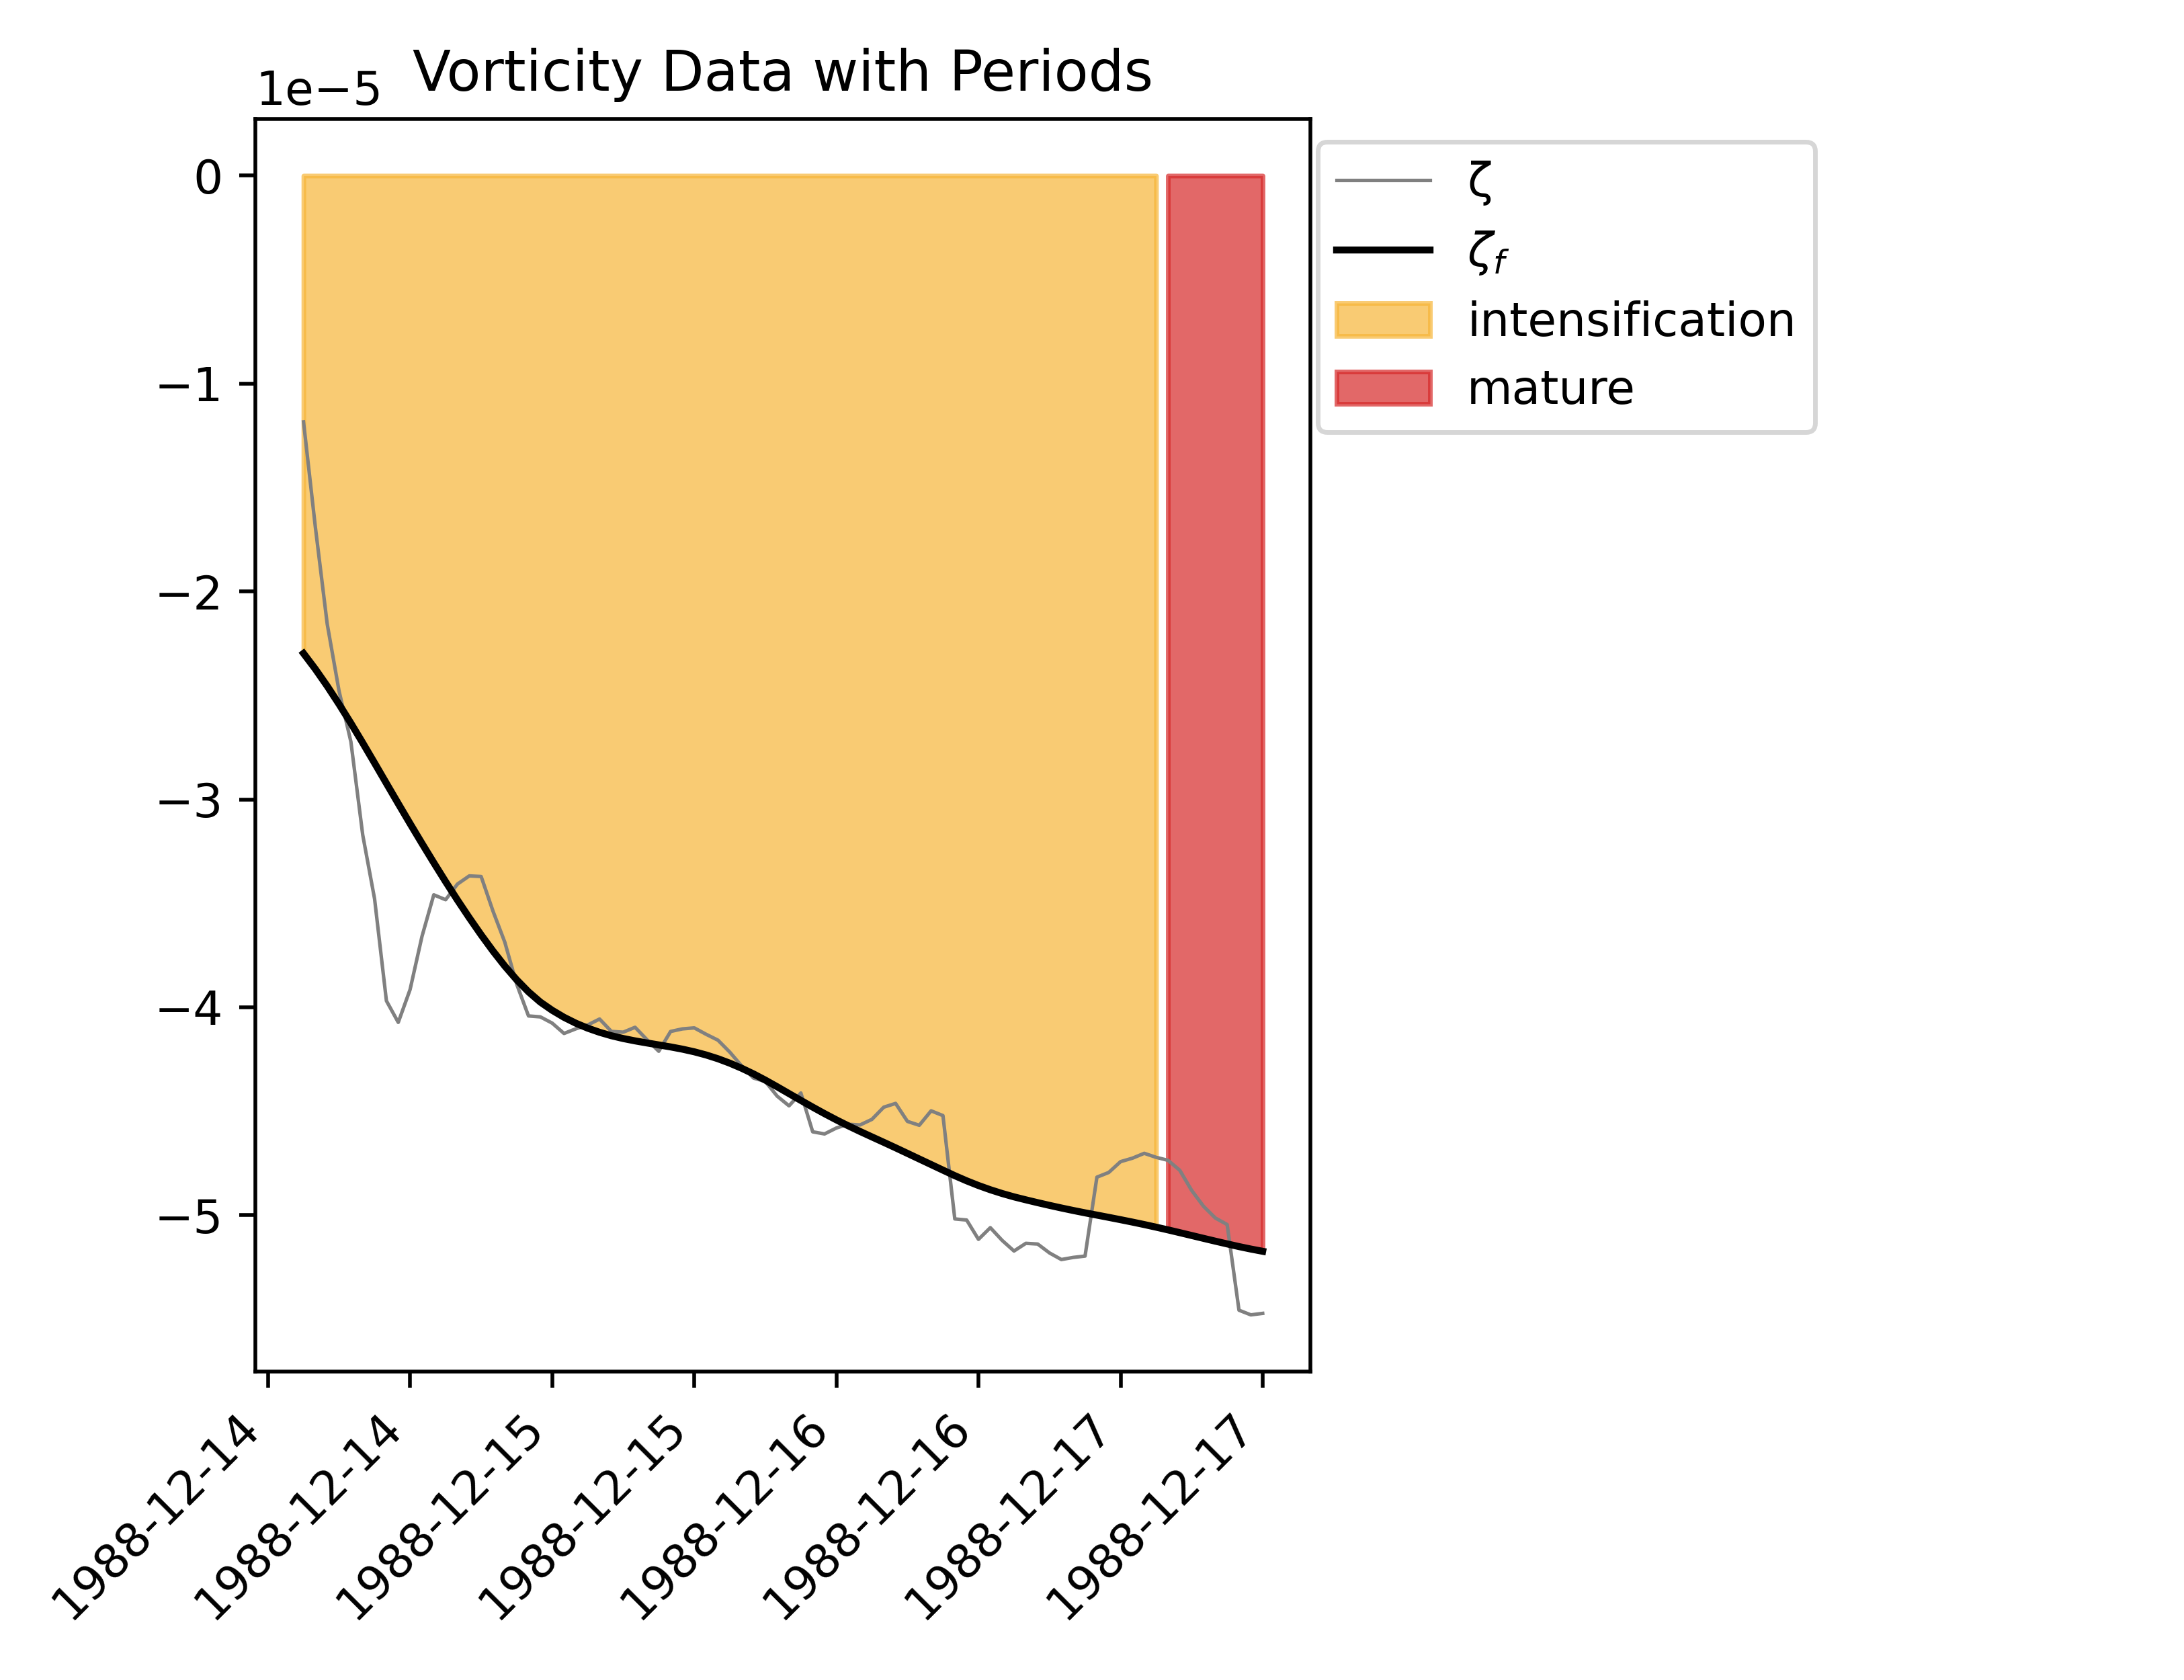 Vorticity Data with Periods
1e−5
0
−1
−2
−3
−4
−5
1988-12-14
1988-12-14
1988-12-15
1988-12-15
1988-12-16
1988-12-16
1988-12-17
1988-12-17
ζ
ζf
intensification
mature